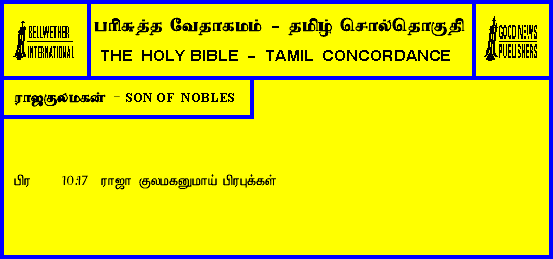 BELLWETHER
INTERNATIONAL
பரிசுத்த வேதாகமம் - தமிழ் சொல்தொகுதி
THE HOLY BIBLE - TAMIL CONCORDANCE
GOOD NEWS
PUBLISHERS
ராஜகுலமகன் - SON OF NOBLES
பிர 10:17 ராஜா குலமகனுமாய் பிரபுக்கள்